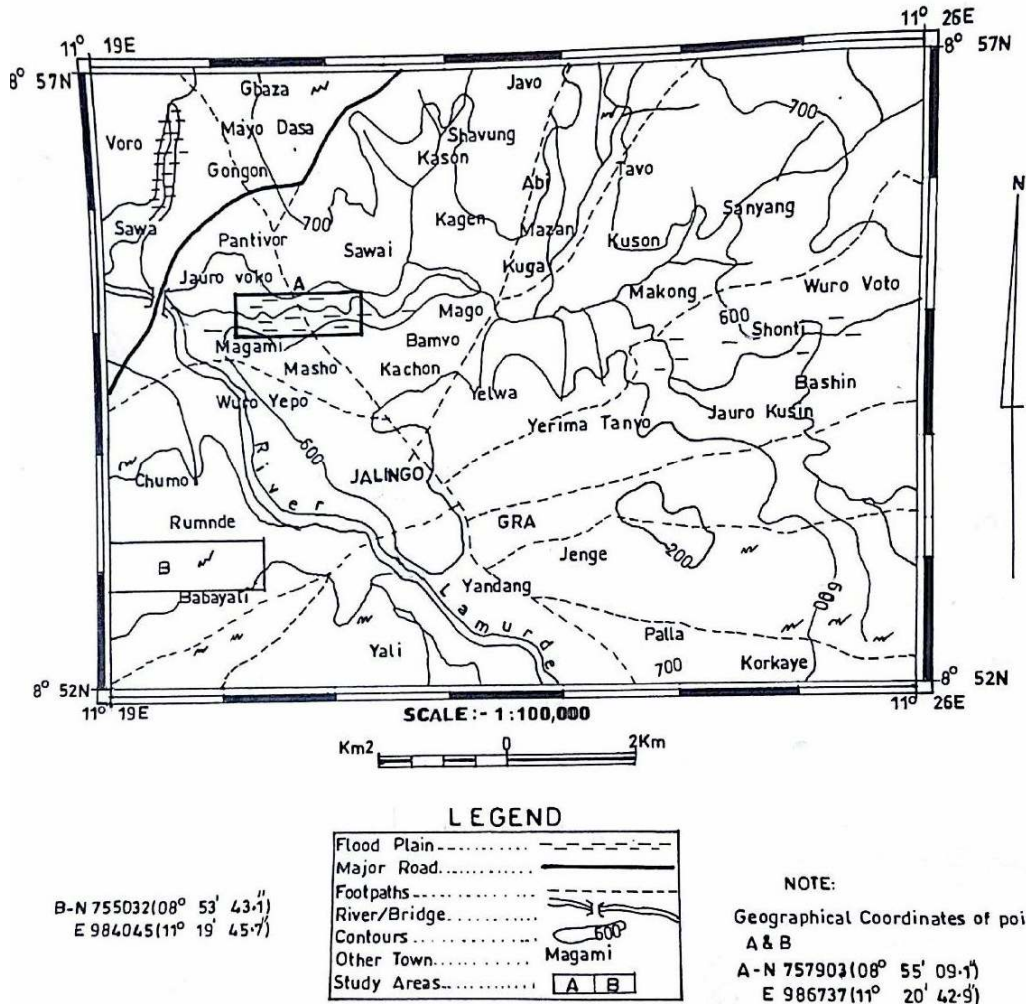 11° 19E
11° 26E
8° 57N
8° 57N
Gbaza
Javo
700
Voro
Mayo Dasa
Shavung
Kason
Gongon
Abi
Tavo
N
Sawa
700
Kagen
Sanyang
Pantivor
Sawai
Mazan
Kuson
Jauro voko
A
Kuga
Makong
Wuro Voto
Mago
600
Shonti
Magami
Bamvo
Masho
Kachon
Bashin
Wuro Yepo
Yelwa
Jauro Kusin
Yerima Tanyo
600
River
JALINGO
Chumo
Rumnde
GRA
200
Jenge
B
Yandang
600
Babayali
Lamurde
Yali
Palla
700
Korkaye
8° 52N
8° 52N
11° 19E
11° 26E
SCALE:- 1:100,000
Km2 0 2Km
LEGEND
Flood Plain
Major Road
Footpaths
River/Bridge
Contours 600
Other Town Magami
Study Areas A B
B-N 755032(08° 53' 43.1")
E 984045(11° 19' 45.7")
NOTE:
Geographical Coordinates of poi
A & B
A-N 757903(08° 55' 09.1")
E 986737(11° 20' 42.9")